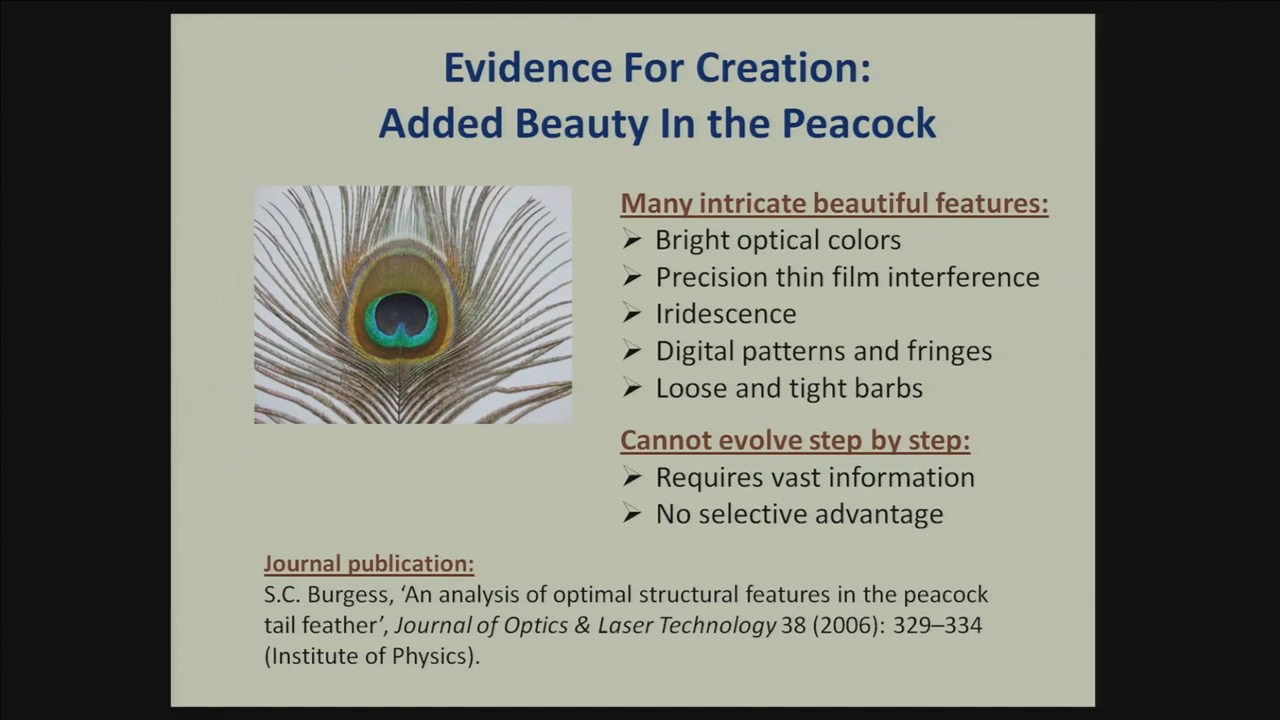 Evidence For Creation:
Added Beauty In the Peacock
Many intricate beautiful features:
➢ Bright optical colors
➢ Precision thin film interference
➢ Iridescence
➢ Digital patterns and fringes
➢ Loose and tight barbs
Cannot evolve step by step:
➢ Requires vast information
➢ No selective advantage
Journal publication:
S.C. Burgess, ‘An analysis of optimal structural features in the peacock
tail feather’, Journal of Optics & Laser Technology 38 (2006): 329–334
(Institute of Physics).